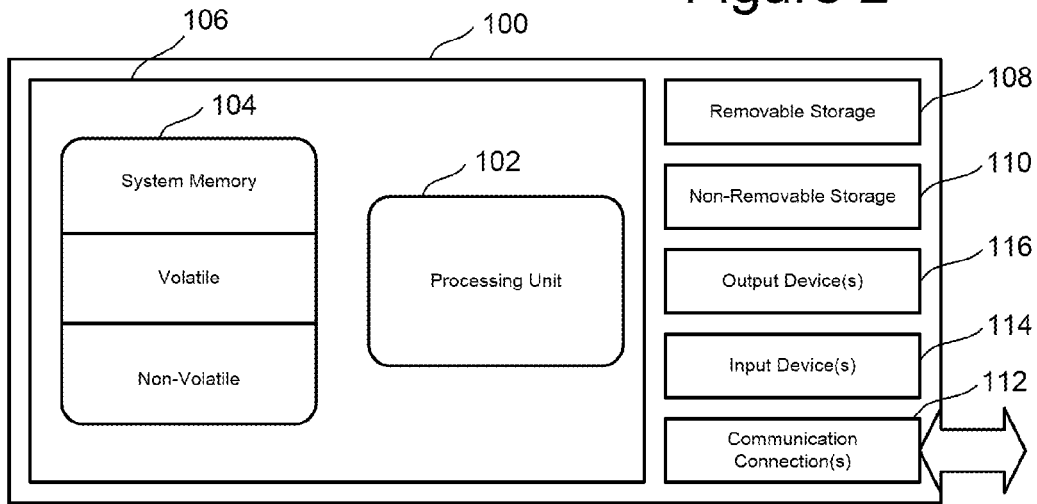 Figure 2
106
100
104
108
Removable Storage
System Memory
102
110
Non-Removable Storage
Volatile
Processing Unit
116
Output Device(s)
114
Non-Volatile
Input Device(s)
112
Communication
Connection(s)